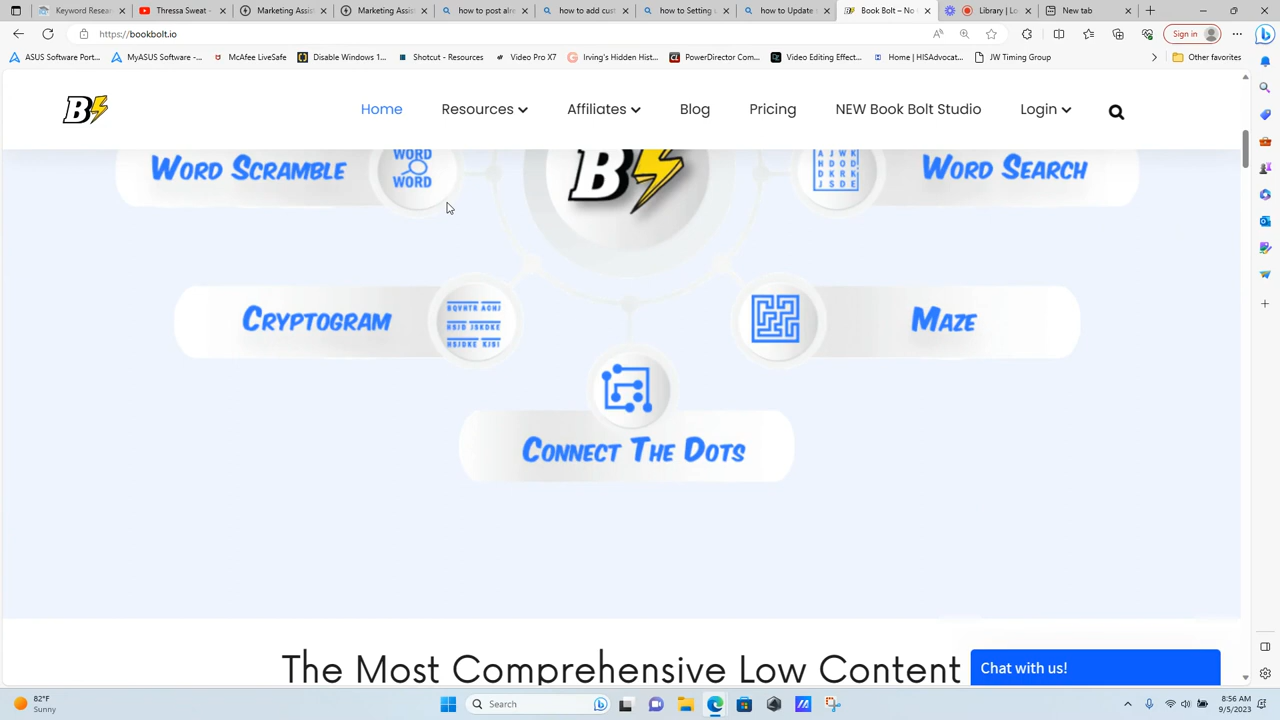 Keyword Resear
Thressa Sweat -
Marketing Assis
Marketing Assis
how to port alre
how to add cust
how to Setting
how to Update
Book Bolt – No
Library | Lo
New tab
https://bookbolt.io
Sign in
ASUS Software Port...
MyASUS Software -...
McAfee LiveSafe
Disable Windows 1...
Shotcut - Resources...
Video Pro X7
Irving's Hidden Hist...
PowerDirector Com...
Video Editing Effect...
Home | HISAdvocat...
JW Timing Group
Other favorites
B
Home
Resources
Affiliates
Blog
Pricing
NEW Book Bolt Studio
Login
WORD SCRAMBLE
WORD
WORD
B
WORD SEARCH
CRYPTOGRAM
MAZE
CONNECT THE DOTS
The Most Comprehensive Low Content
Chat with us!
82°F
Sunny
Search
8:56 AM
9/5/2023